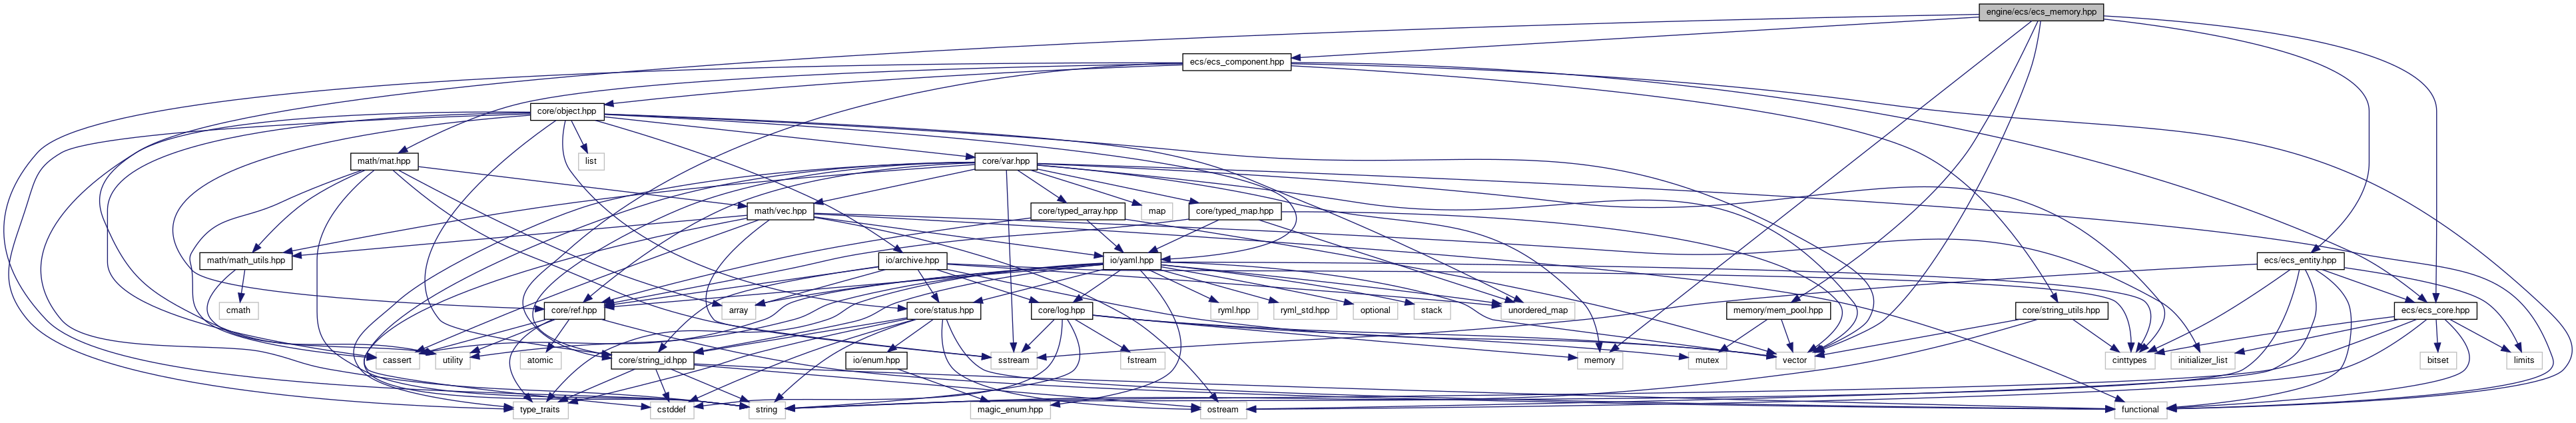 engine/ecs/ecs_memory.hpp
ecs/ecs_component.hpp
core/object.hpp
math/mat.hpp
list
core/var.hpp
math/vec.hpp
core/typed_array.hpp
map
core/typed_map.hpp
math/math_utils.hpp
io/archive.hpp
io/yaml.hpp
ecs/ecs_entity.hpp
cmath
core/ref.hpp
array
core/status.hpp
core/log.hpp
ryml.hpp
ryml_std.hpp
optional
stack
unordered_map
memory/mem_pool.hpp
core/string_utils.hpp
ecs/ecs_core.hpp
cassert
utility
atomic
core/string_id.hpp
io/enum.hpp
sstream
fstream
memory
mutex
vector
cinttypes
initializer_list
bitset
limits
type_traits
cstddef
string
magic_enum.hpp
ostream
functional